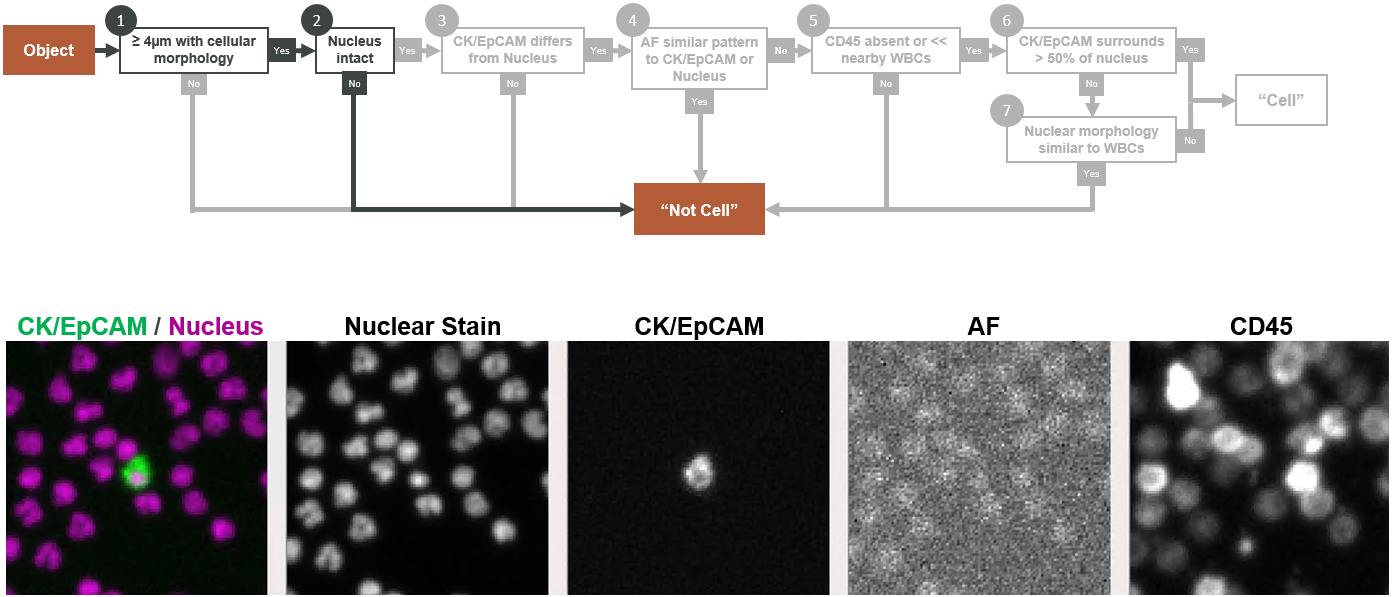 Object
1
≥ 4µm with cellular
morphology
Yes
No
2
Nucleus
intact
Yes
No
3
CK/EpCAM differs
from Nucleus
Yes
No
4
AF similar pattern
to CK/EpCAM or
Nucleus
No
Yes
5
CD45 absent or <<
nearby WBCs
Yes
No
6
CK/EpCAM surrounds
> 50% of nucleus
Yes
No
7
Nuclear morphology
similar to WBCs
No
Yes
“Cell”
“Not Cell”
CK/EpCAM / Nucleus
Nuclear Stain
CK/EpCAM
AF
CD45